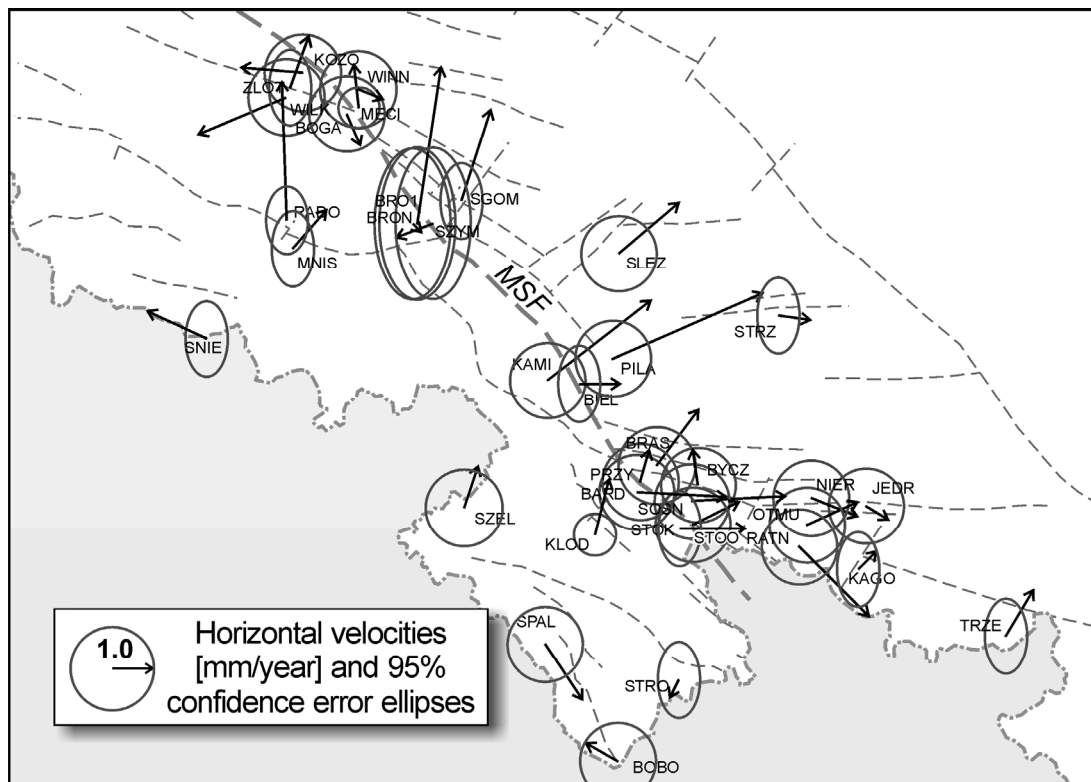 KOZO
WINN
ZLOT
WILK
MECI
BOGA
BRO1
SGOM
PADO
BRON
SZYM
MNIS
SLEZ
MSF
STRZ
SNIE
KAMI
PILA
BIEL
BRAS
PRZY
BYCZ
BARD
NIER
JEDR
SOSN
OTMU
SZEL
STOK
STOO
RATN
KLOD
KAGO
SPAL
TRZE
STRO
BOBO
1.0
Horizontal velocities
[mm/year] and 95%
confidence error ellipses